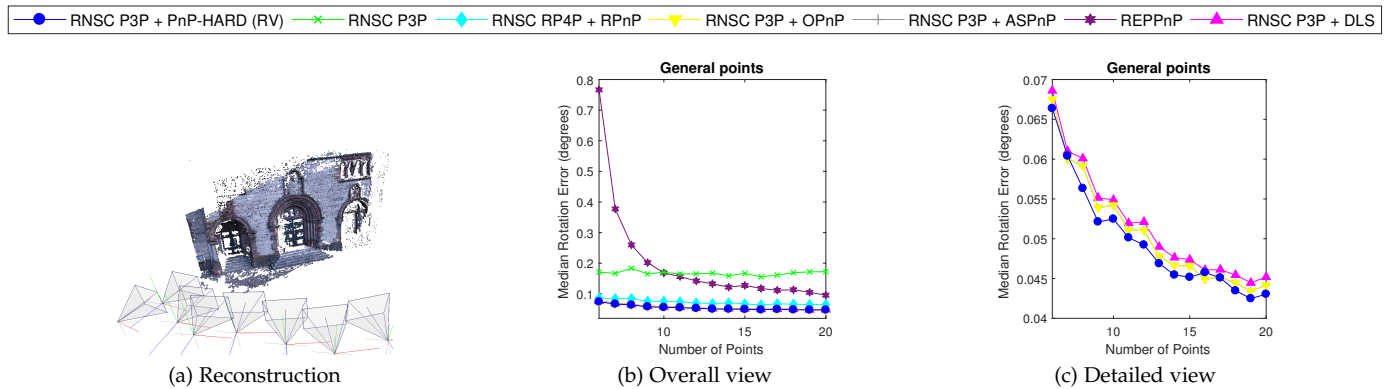 RNSC P3P + PnP-HARD (RV) RNSC P3P RNSC RP4P + RPnP RNSC P3P + OPnP RNSC P3P + ASPnP REPPnP RNSC P3P + DLS
(a) Reconstruction
General points
Median Rotation Error (degrees)
0.8
0.7
0.6
0.5
0.4
0.3
0.2
0.1
10 15 20
Number of Points
(b) Overall view
General points
Median Rotation Error (degrees)
0.07
0.065
0.06
0.055
0.05
0.045
0.04
10 15 20
Number of Points
(c) Detailed view